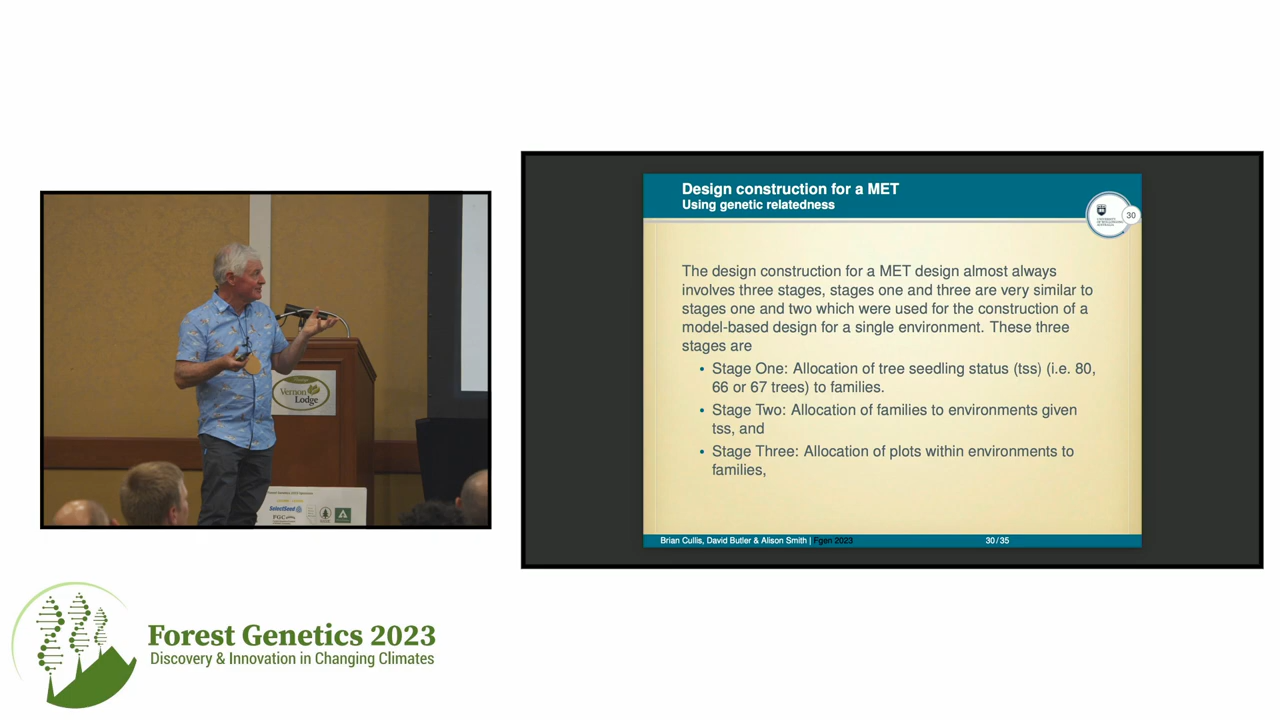 Design construction for a MET
Using genetic relatedness
30
The design construction for a MET design almost always
involves three stages, stages one and three are very similar to
stages one and two which were used for the construction of a
model-based design for a single environment. These three
stages are
• Stage One: Allocation of tree seedling status (tss) (i.e. 80,
66 or 67 trees) to families.
• Stage Two: Allocation of families to environments given
tss, and
• Stage Three: Allocation of plots within environments to
families,
Brian Cullis, David Butler & Alison Smith | Fgen 2023
30 / 35
Vernon
Lodge
SelectSeed
FGC
Forest Genetics 2023
Discovery & Innovation in Changing Climates